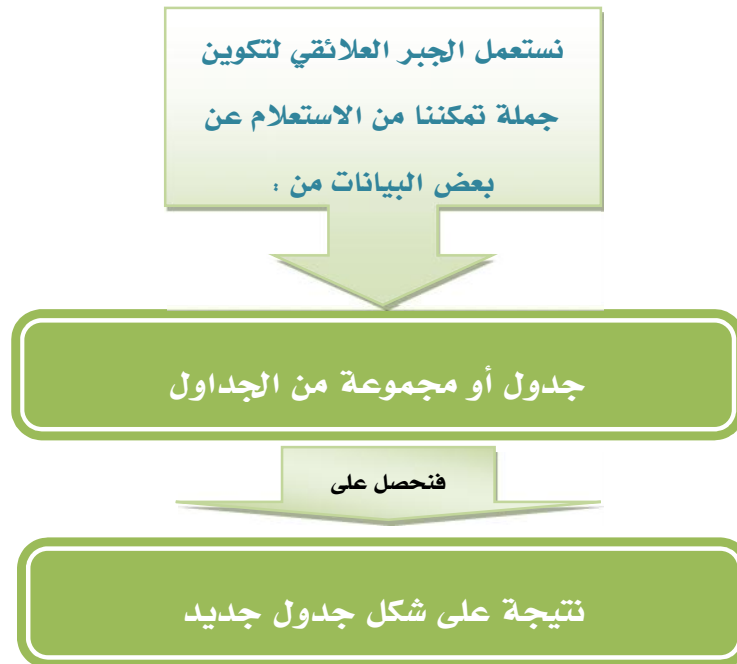 نستعمل الجبر العلائقي لتكوين
جملة تمكننا من الاستعلام عن
بعض البيانات من :
جدول أو مجموعة من الجداول
فنحصل على
نتيجة على شكل جدول جديد